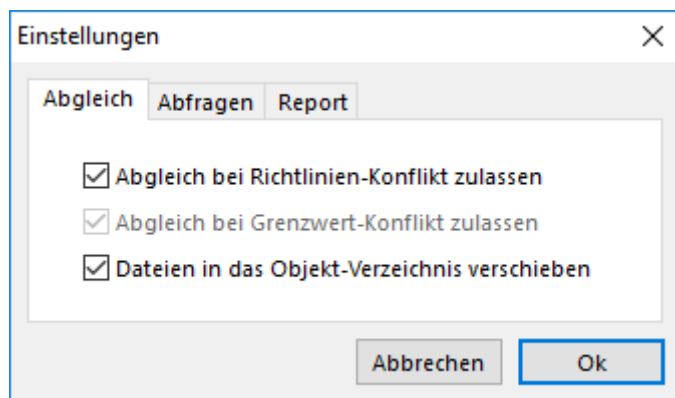 Einstellungen
Abgleich Abfragen Report
Abgleich bei Richtlinien-Konflikt zulassen
Abgleich bei Grenzwert-Konflikt zulassen
Dateien in das Objekt-Verzeichnis verschieben
Abbrechen Ok